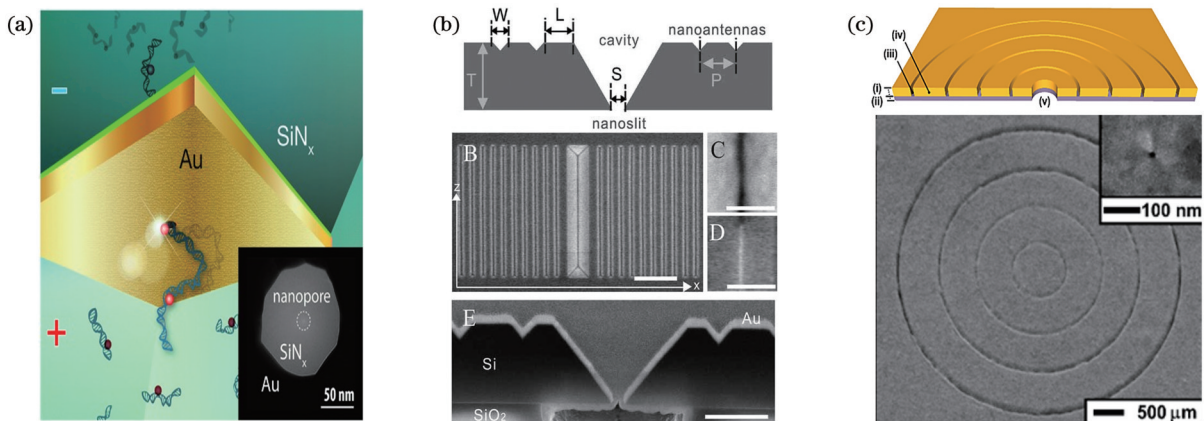 (a)
−
SiNₓ
Au
+
nanopore
SiNₓ
Au
50 nm
(b)
W
L
cavity
nanoantennas
T
S
P
nanoslit
B
z
x
C
D
E
Au
Si
SiO₂
(c)
(iv)
(iii)
(i)
(ii)
(v)
100 nm
500 μm